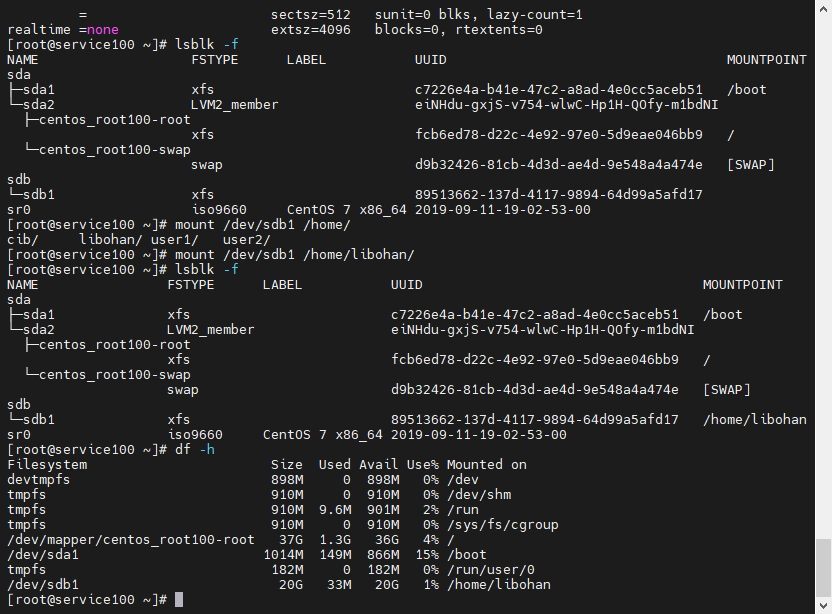 =                       sectsz=512   sunit=0 blks, lazy-count=1
realtime =none                   extsz=4096   blocks=0, rtextents=0
[root@service100 ~]# lsblk -f
NAME                   FSTYPE      LABEL           UUID                                   MOUNTPOINT
sda
├─sda1                 xfs                         c7226e4a-b41e-47c2-a8ad-4e0cc5aceb51   /boot
└─sda2                 LVM2_member                 eiNHdu-gxjS-v754-wlwC-Hp1H-QOfy-m1bdNI
  ├─centos_root100-root
                       xfs                         fcb6ed78-d22c-4e92-97e0-5d9eae046bb9   /
  └─centos_root100-swap
                       swap                        d9b32426-81cb-4d3d-ae4d-9e548a4a474e   [SWAP]
sdb
└─sdb1                 xfs                         89513662-137d-4117-9894-64d99a5afd17
sr0                    iso9660     CentOS 7 x86_64 2019-09-11-19-02-53-00
[root@service100 ~]# mount /dev/sdb1 /home/
cib/     libohan/ user1/   user2/
[root@service100 ~]# mount /dev/sdb1 /home/libohan/
[root@service100 ~]# lsblk -f
NAME                FSTYPE      LABEL           UUID                                   MOUNTPOINT
sda
├─sda1              xfs                         c7226e4a-b41e-47c2-a8ad-4e0cc5aceb51   /boot
└─sda2              LVM2_member                 eiNHdu-gxjS-v754-wlwC-Hp1H-QOfy-m1bdNI
  ├─centos_root100-root
                    xfs                         fcb6ed78-d22c-4e92-97e0-5d9eae046bb9   /
  └─centos_root100-swap
                    swap                        d9b32426-81cb-4d3d-ae4d-9e548a4a474e   [SWAP]
sdb
└─sdb1              xfs                         89513662-137d-4117-9894-64d99a5afd17   /home/libohan
sr0                 iso9660     CentOS 7 x86_64 2019-09-11-19-02-53-00
[root@service100 ~]# df -h
Filesystem                       Size  Used Avail Use% Mounted on
devtmpfs                         898M     0  898M   0% /dev
tmpfs                            910M     0  910M   0% /dev/shm
tmpfs                            910M  9.6M  901M   2% /run
tmpfs                            910M     0  910M   0% /sys/fs/cgroup
/dev/mapper/centos_root100-root   37G  1.3G   36G   4% /
/dev/sda1                       1014M  149M  866M  15% /boot
tmpfs                            182M     0  182M   0% /run/user/0
/dev/sdb1                         20G   33M   20G   1% /home/libohan
[root@service100 ~]#